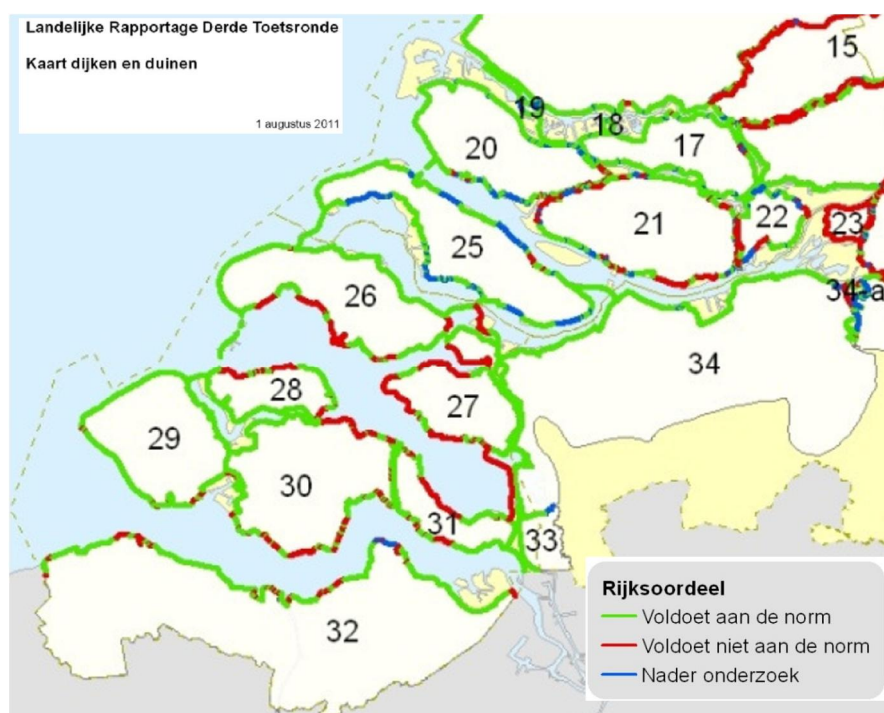 Landelijke Rapportage Derde Toetsronde
Kaart dijken en duinen
1 augustus 2011
15
19
18
20
17
21
22
23
25
34-a
26
34
28
27
29
30
31
33
32
Rijksoordeel
Voldoet aan de norm
Voldoet niet aan de norm
Nader onderzoek